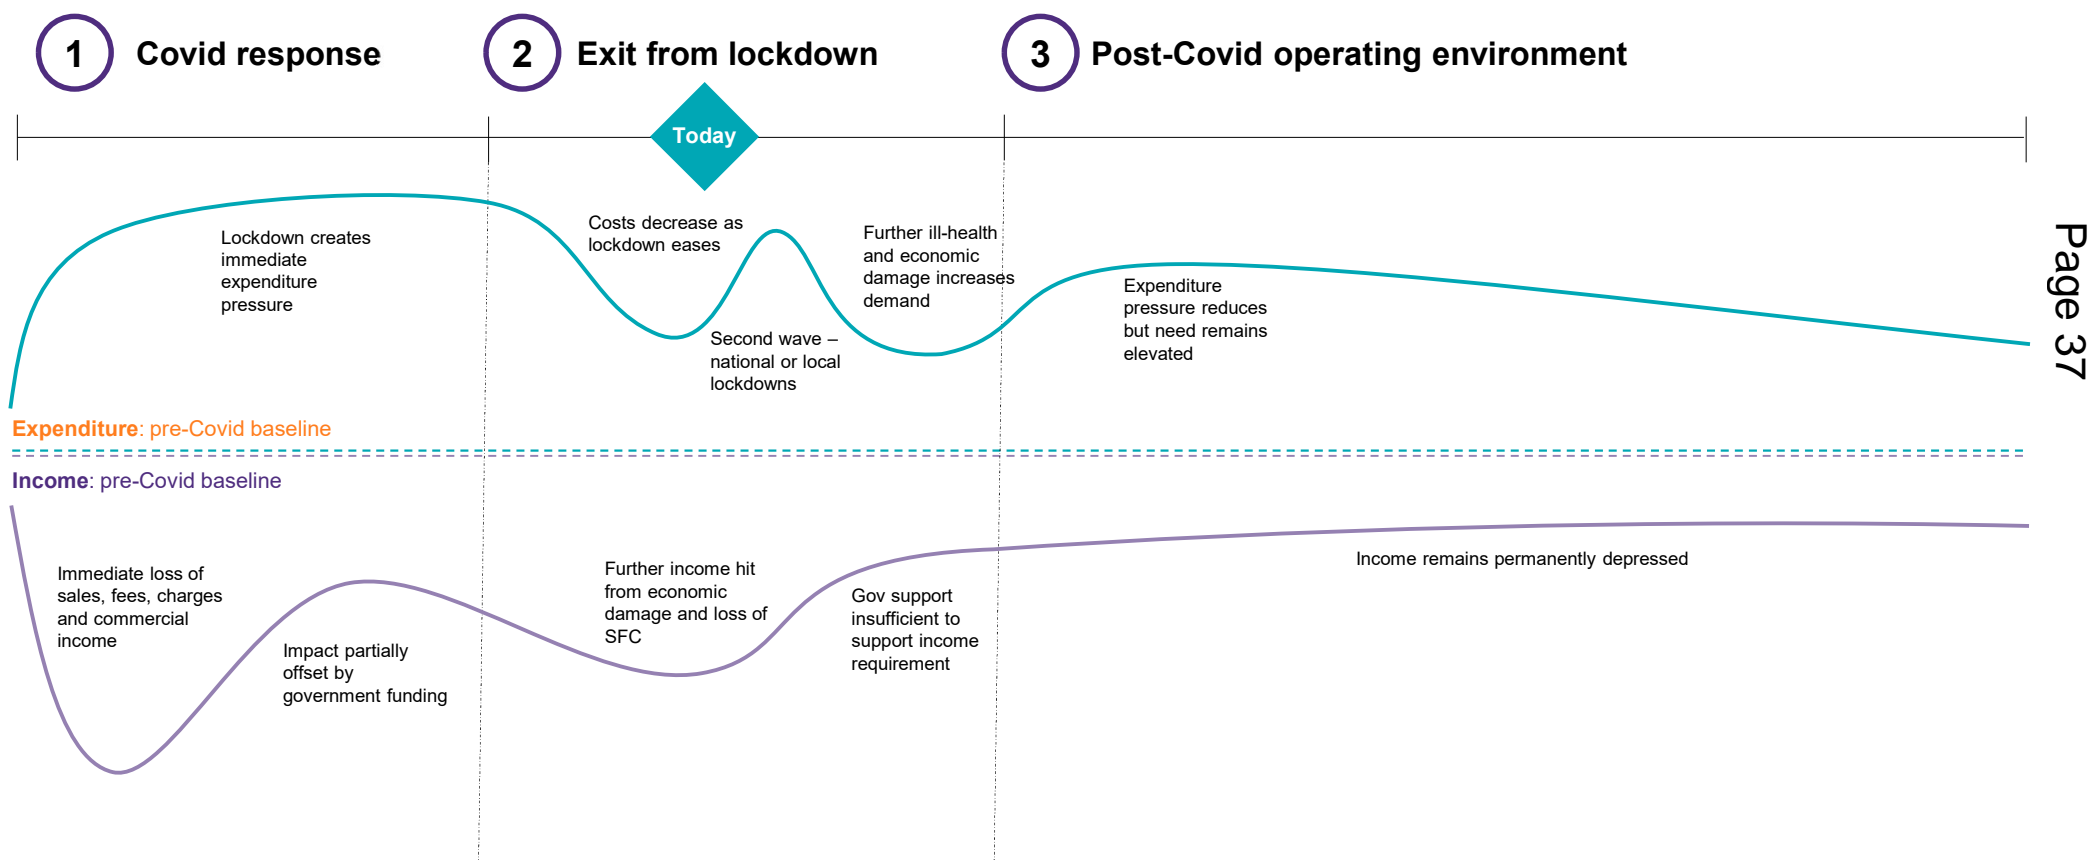 1 Covid response
2 Exit from lockdown
3 Post-Covid operating environment
Today
Lockdown creates
immediate
expenditure
pressure
Costs decrease as
lockdown eases
Second wave –
national or local
lockdowns
Further ill-health
and economic
damage increases
demand
Expenditure
pressure reduces
but need remains
elevated
Expenditure: pre-Covid baseline
Income: pre-Covid baseline
Immediate loss of
sales, fees, charges
and commercial
income
Impact partially
offset by
government funding
Further income hit
from economic
damage and loss of
SFC
Gov support
insufficient to
support income
requirement
Income remains permanently depressed
Page 37